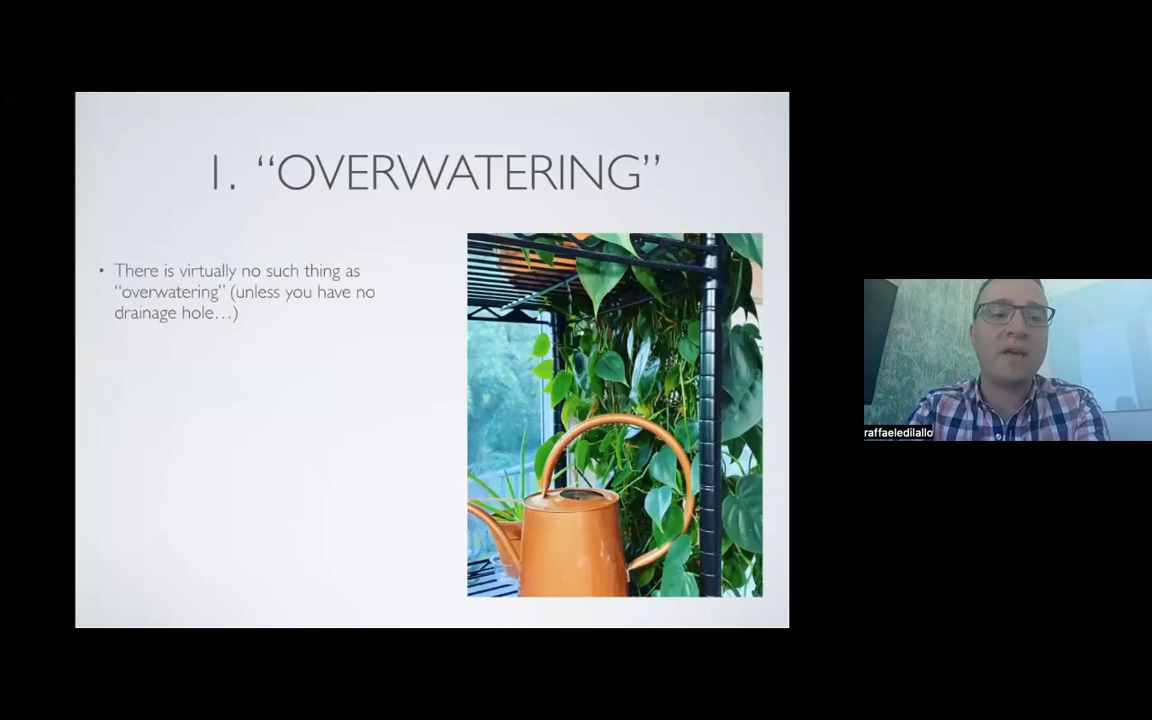 1. “OVERWATERING”
• There is virtually no such thing as
“overwatering” (unless you have no
drainage hole…)
raffaeledilallo